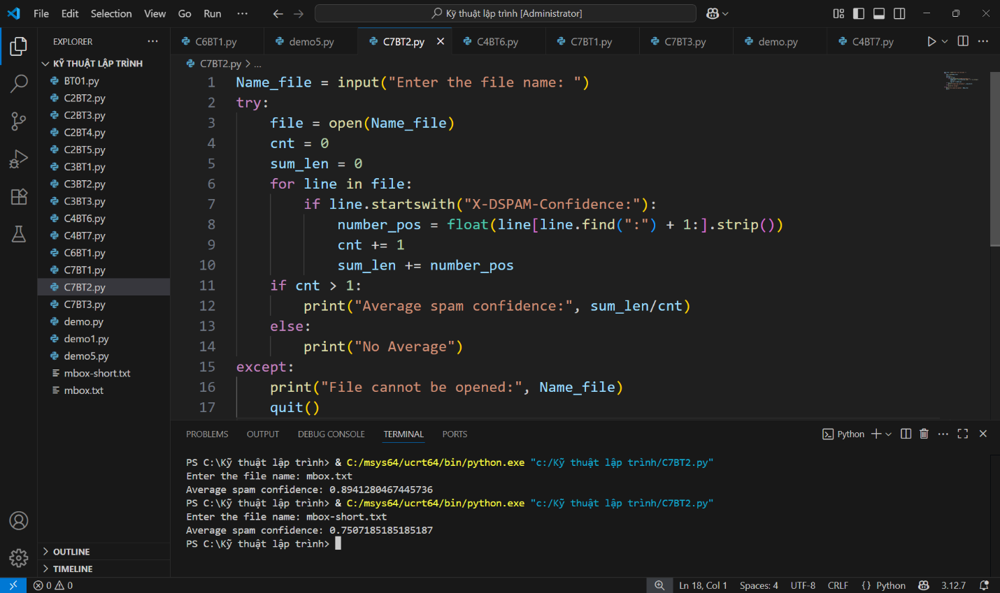 File Edit Selection View Go Run ···
Kỹ thuật lập trình [Administrator]
EXPLORER ···
KỸ THUẬT LẬP TRÌNH
BT01.py
C2BT2.py
C2BT3.py
C2BT4.py
C2BT5.py
C3BT1.py
C3BT2.py
C3BT3.py
C4BT6.py
C4BT7.py
C6BT1.py
C7BT1.py
C7BT2.py
C7BT3.py
demo.py
demo1.py
demo5.py
mbox-short.txt
mbox.txt
OUTLINE
TIMELINE
C6BT1.py demo5.py C7BT2.py C4BT6.py C7BT1.py C7BT3.py demo.py C4BT7.py
C7BT2.py > ...
1 Name_file = input("Enter the file name: ")
2 try:
3 file = open(Name_file)
4 cnt = 0
5 sum_len = 0
6 for line in file:
7 if line.startswith("X-DSPAM-Confidence:"):
8 number_pos = float(line[line.find(":") + 1:].strip())
9 cnt += 1
10 sum_len += number_pos
11 if cnt > 1:
12 print("Average spam confidence:", sum_len/cnt)
13 else:
14 print("No Average")
15 except:
16 print("File cannot be opened:", Name_file)
17 quit()
PROBLEMS OUTPUT DEBUG CONSOLE TERMINAL PORTS
Python
PS C:\Kỹ thuật lập trình> & C:/msys64/ucrt64/bin/python.exe "c:/Kỹ thuật lập trình/C7BT2.py"
Enter the file name: mbox.txt
Average spam confidence: 0.8941280467445736
PS C:\Kỹ thuật lập trình> & C:/msys64/ucrt64/bin/python.exe "c:/Kỹ thuật lập trình/C7BT2.py"
Enter the file name: mbox-short.txt
Average spam confidence: 0.7507185185185187
PS C:\Kỹ thuật lập trình>
0 0
Ln 18, Col 1 Spaces: 4 UTF-8 CRLF {} Python 3.12.7